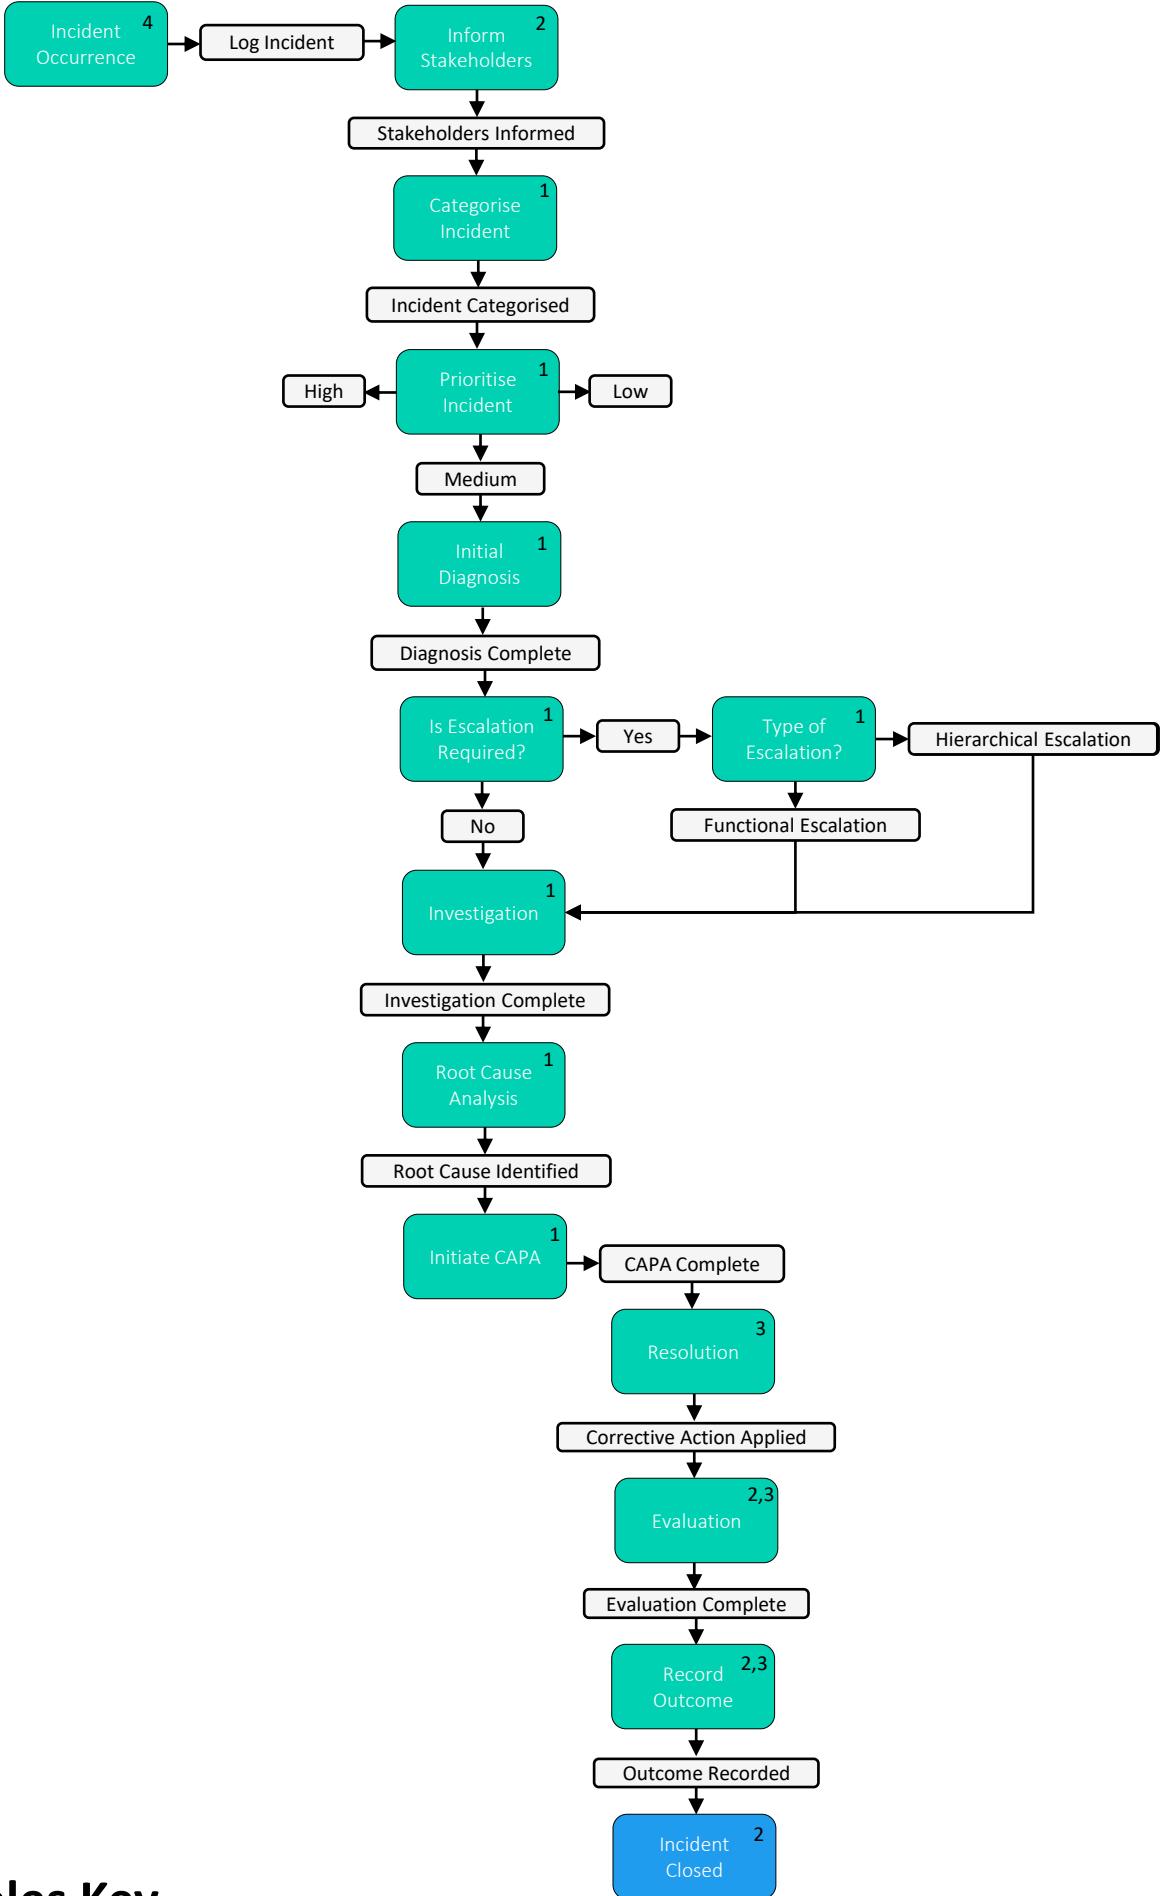 Incident
Occurrence
4
Log Incident
Inform
Stakeholders
2
Stakeholders Informed
Categorise
Incident
1
Incident Categorised
Prioritise
Incident
1
High
Low
Medium
Initial
Diagnosis
1
Diagnosis Complete
Is Escalation
Required?
1
Yes
Type of
Escalation?
1
Hierarchical Escalation
No
Functional Escalation
Investigation
1
Investigation Complete
Root Cause
Analysis
1
Root Cause Identified
Initiate CAPA
1
CAPA Complete
Resolution
3
Corrective Action Applied
Evaluation
2,3
Evaluation Complete
Record
Outcome
2,3
Outcome Recorded
Incident
Closed
2
Key